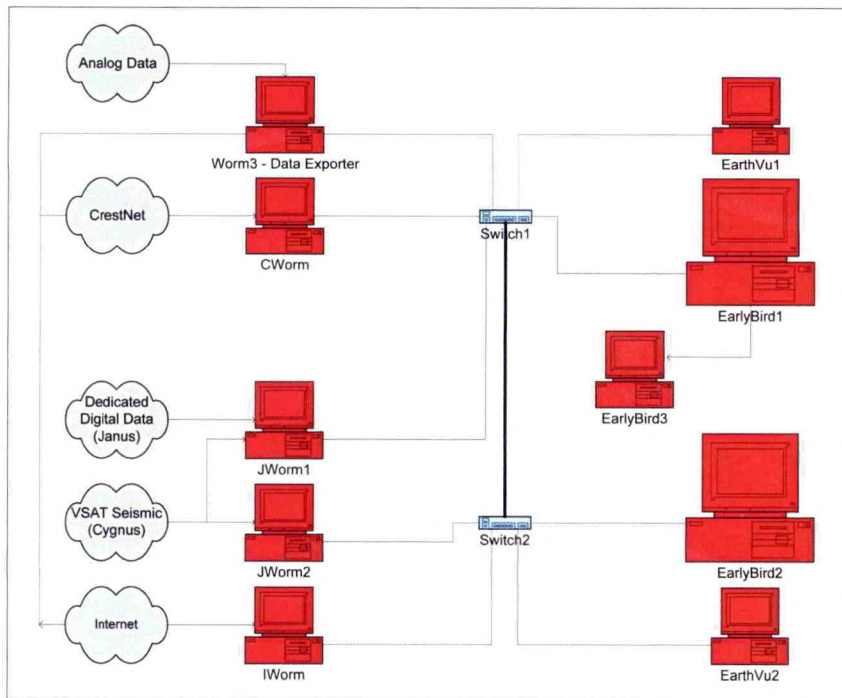 Analog Data
Worm3 - Data Exporter
EarthVu1
CrestNet
CWorm
Switch1
EarlyBird1
EarlyBird3
Dedicated
Digital Data
(Janus)
JWorm1
VSAT Seismic
(Cygnus)
JWorm2
Switch2
EarlyBird2
Internet
IWorm
EarthVu2